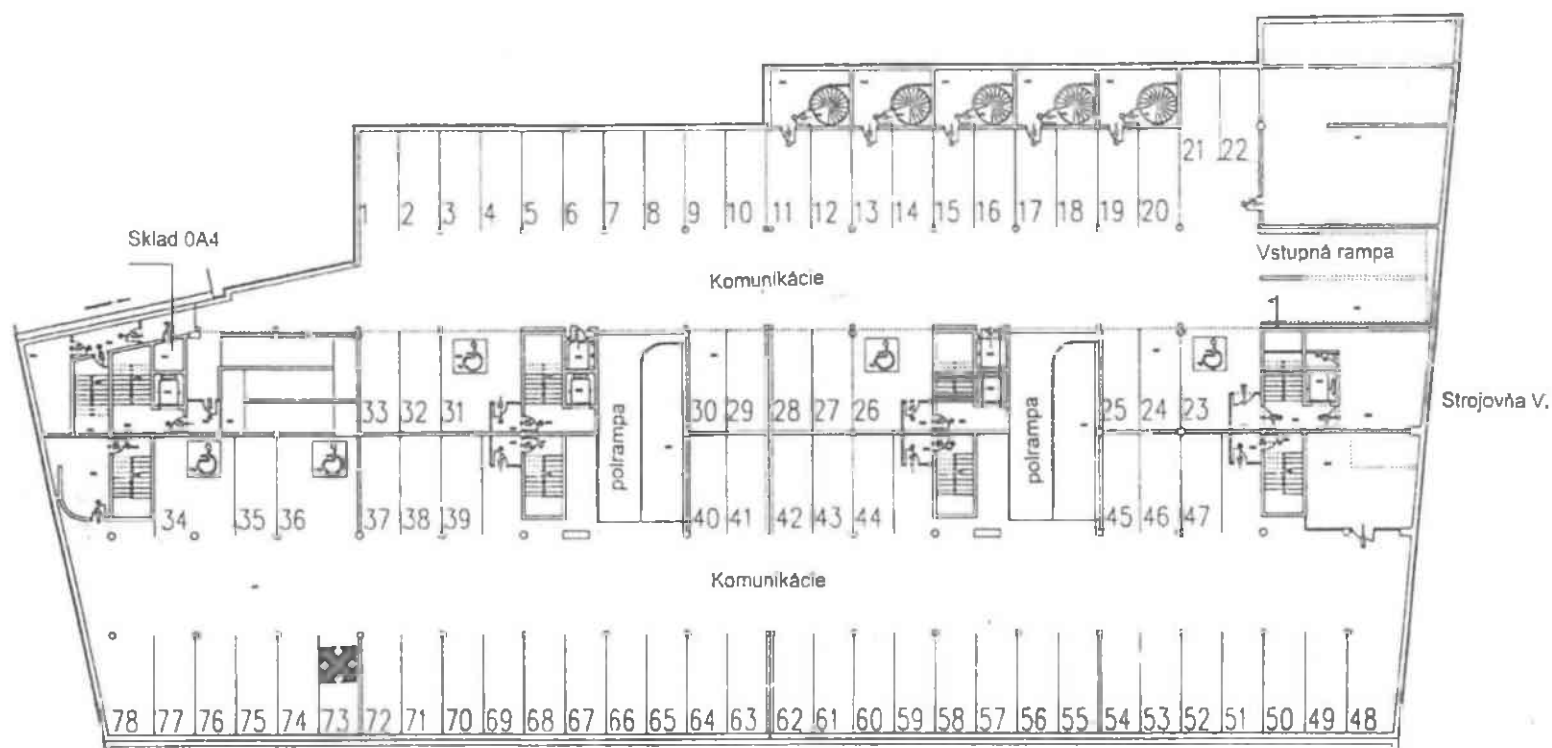 21 22
1 2 3 4 5 6 7 8 9 10 11 12 13 14 15 16 17 18 19 20
Sklad 0A4
Vstupná rampa
Komunikácie
33 32 31 polrampa 30 29 28 27 26 polrampa 25 24 23
Strojovňa V.
34 35 36 37 38 39 40 41 42 43 44 45 46 47
Komunikácie
78 77 76 75 74 73 72 71 70 69 68 67 66 65 64 63 62 61 60 59 58 57 56 55 54 53 52 51 50 49 48